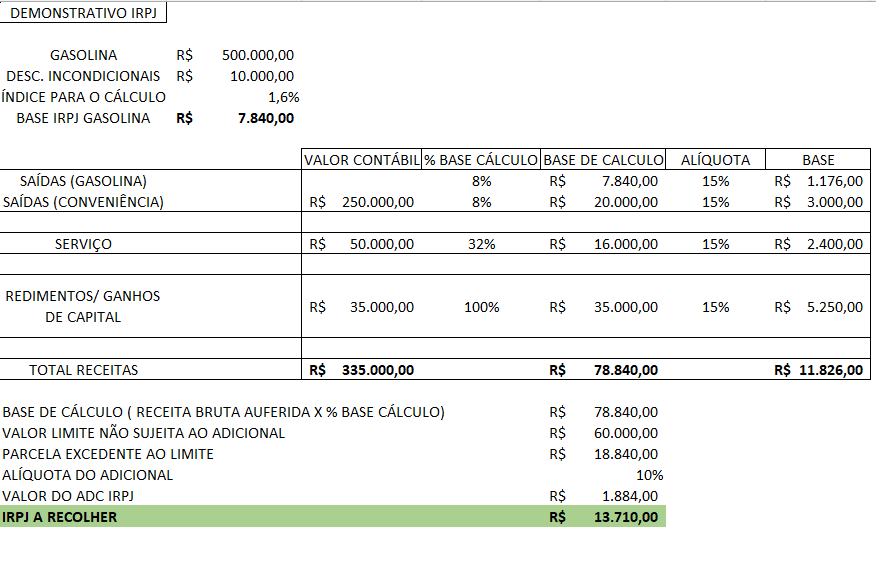 DEMONSTRATIVO IRPJ
GASOLINA R$ 500.000,00
DESC. INCONDICIONAIS R$ 10.000,00
ÍNDICE PARA O CÁLCULO 1,6%
BASE IRPJ GASOLINA R$ 7.840,00
VALOR CONTÁBIL % BASE CÁLCULO BASE DE CALCULO ALÍQUOTA BASE
SAÍDAS (GASOLINA) 8% R$ 7.840,00 15% R$ 1.176,00
SAÍDAS (CONVENIÊNCIA) R$ 250.000,00 8% R$ 20.000,00 15% R$ 3.000,00
SERVIÇO R$ 50.000,00 32% R$ 16.000,00 15% R$ 2.400,00
REDIMENTOS/ GANHOS
DE CAPITAL R$ 35.000,00 100% R$ 35.000,00 15% R$ 5.250,00
TOTAL RECEITAS R$ 335.000,00 R$ 78.840,00 R$ 11.826,00
BASE DE CÁLCULO ( RECEITA BRUTA AUFERIDA X % BASE CÁLCULO) R$ 78.840,00
VALOR LIMITE NÃO SUJEITA AO ADICIONAL R$ 60.000,00
PARCELA EXCEDENTE AO LIMITE R$ 18.840,00
ALÍQUOTA DO ADICIONAL 10%
VALOR DO ADC IRPJ R$ 1.884,00
IRPJ A RECOLHER R$ 13.710,00